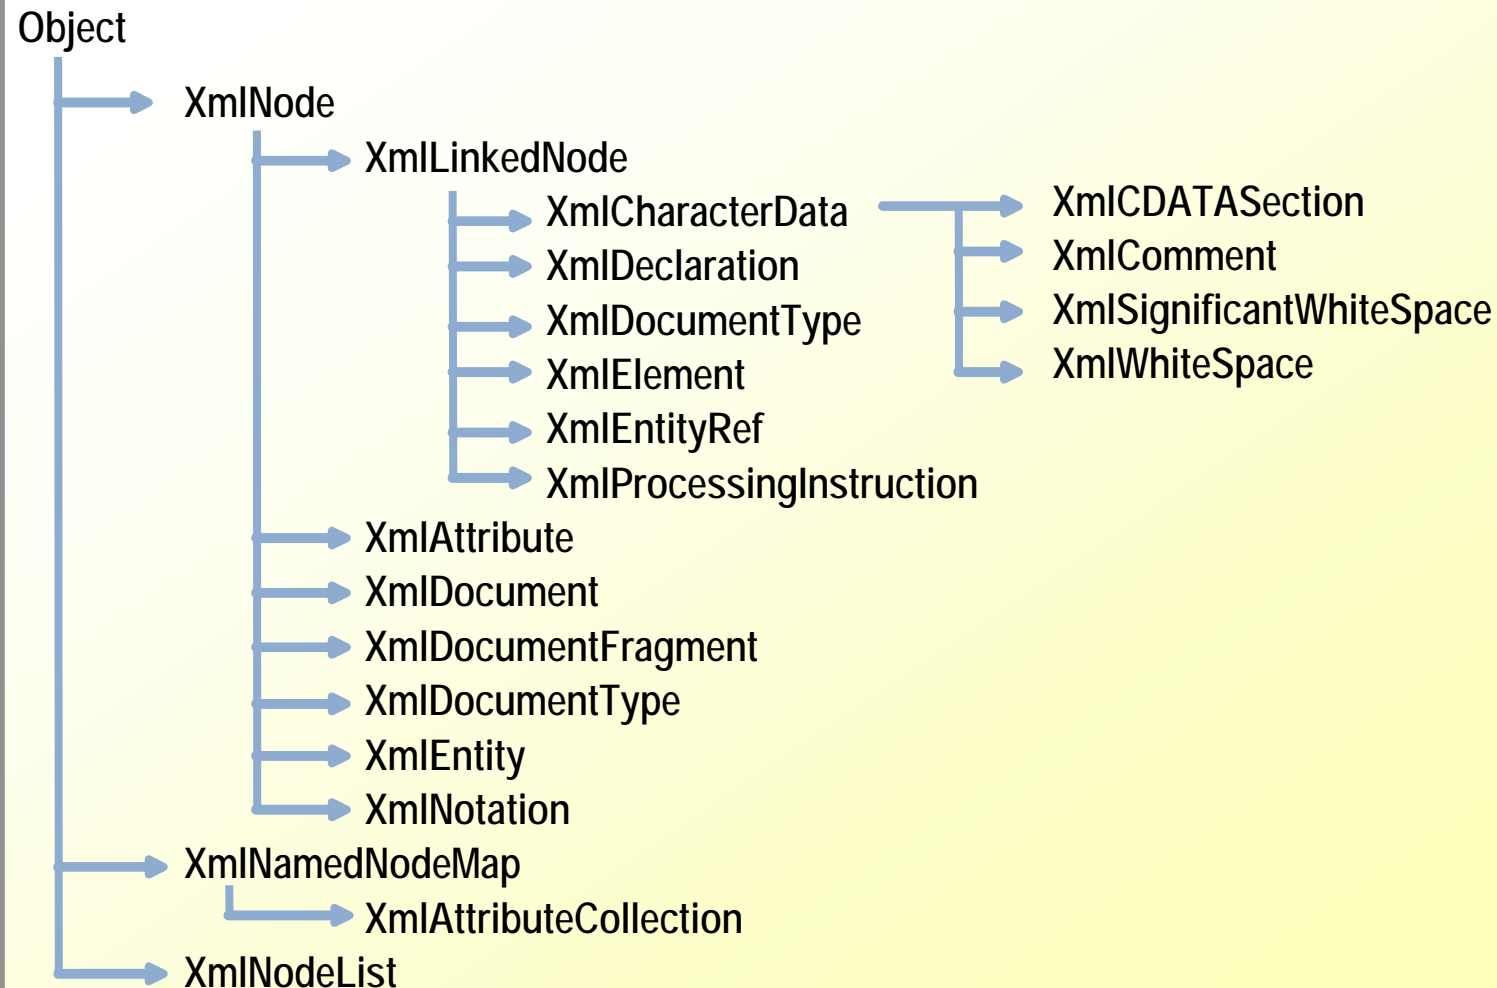 Object
XmlNode
XmlLinkedNode
XmlCharacterData
XmlCDATASection
XmlDeclaration
XmlComment
XmlDocumentType
XmlSignificantWhiteSpace
XmlElement
XmlWhiteSpace
XmlEntityRef
XmlProcessingInstruction
XmlAttribute
XmlDocument
XmlDocumentFragment
XmlDocumentType
XmlEntity
XmlNotation
XmlNamedNodeMap
XmlAttributeCollection
XmlNodeList